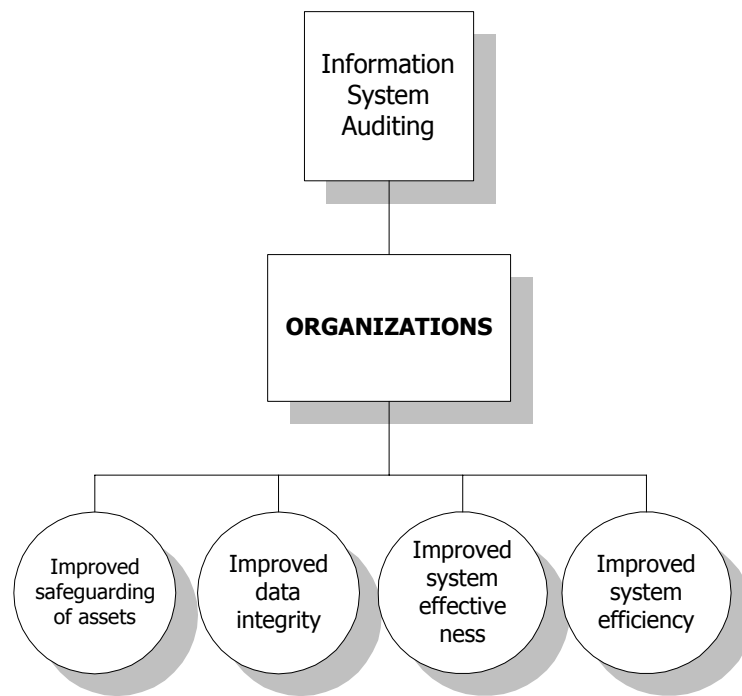 Information
System
Auditing
ORGANIZATIONS
Improved
safeguarding
of assets
Improved
data
integrity
Improved
system
effective
ness
Improved
system
efficiency